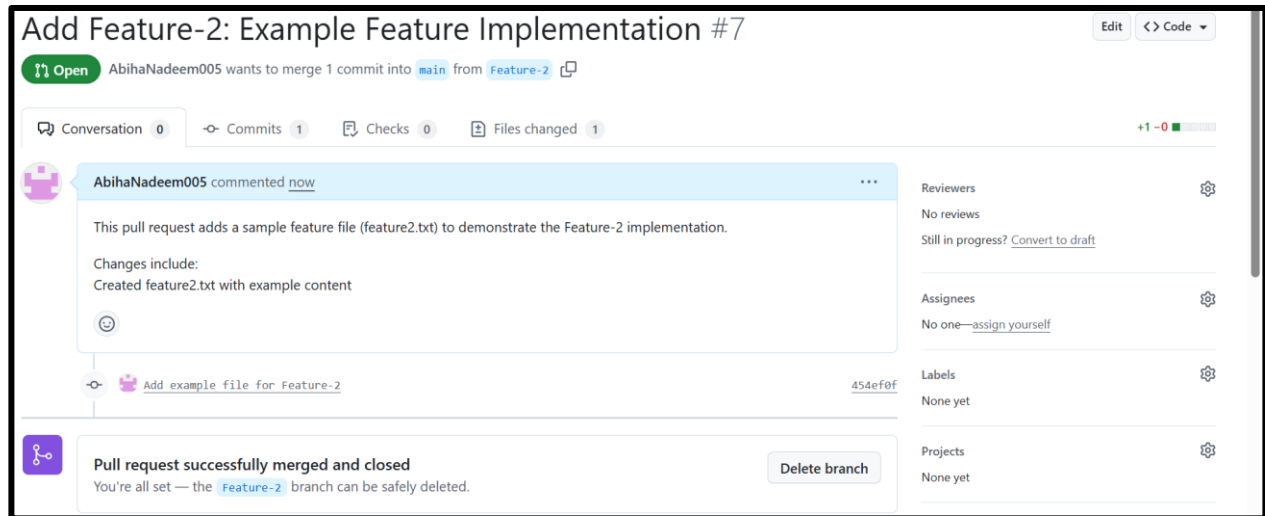 Add Feature-2: Example Feature Implementation #7
Edit
<> Code
Open
AbihaNadeem005 wants to merge 1 commit into main from Feature-2
Conversation 0
Commits 1
Checks 0
Files changed 1
+1 −0
AbihaNadeem005 commented now
...
This pull request adds a sample feature file (feature2.txt) to demonstrate the Feature-2 implementation.
Changes include:
Created feature2.txt with example content
Add example file for Feature-2
454ef0f
Pull request successfully merged and closed
You're all set — the Feature-2 branch can be safely deleted.
Delete branch
Reviewers
No reviews
Still in progress? Convert to draft
Assignees
No one—assign yourself
Labels
None yet
Projects
None yet